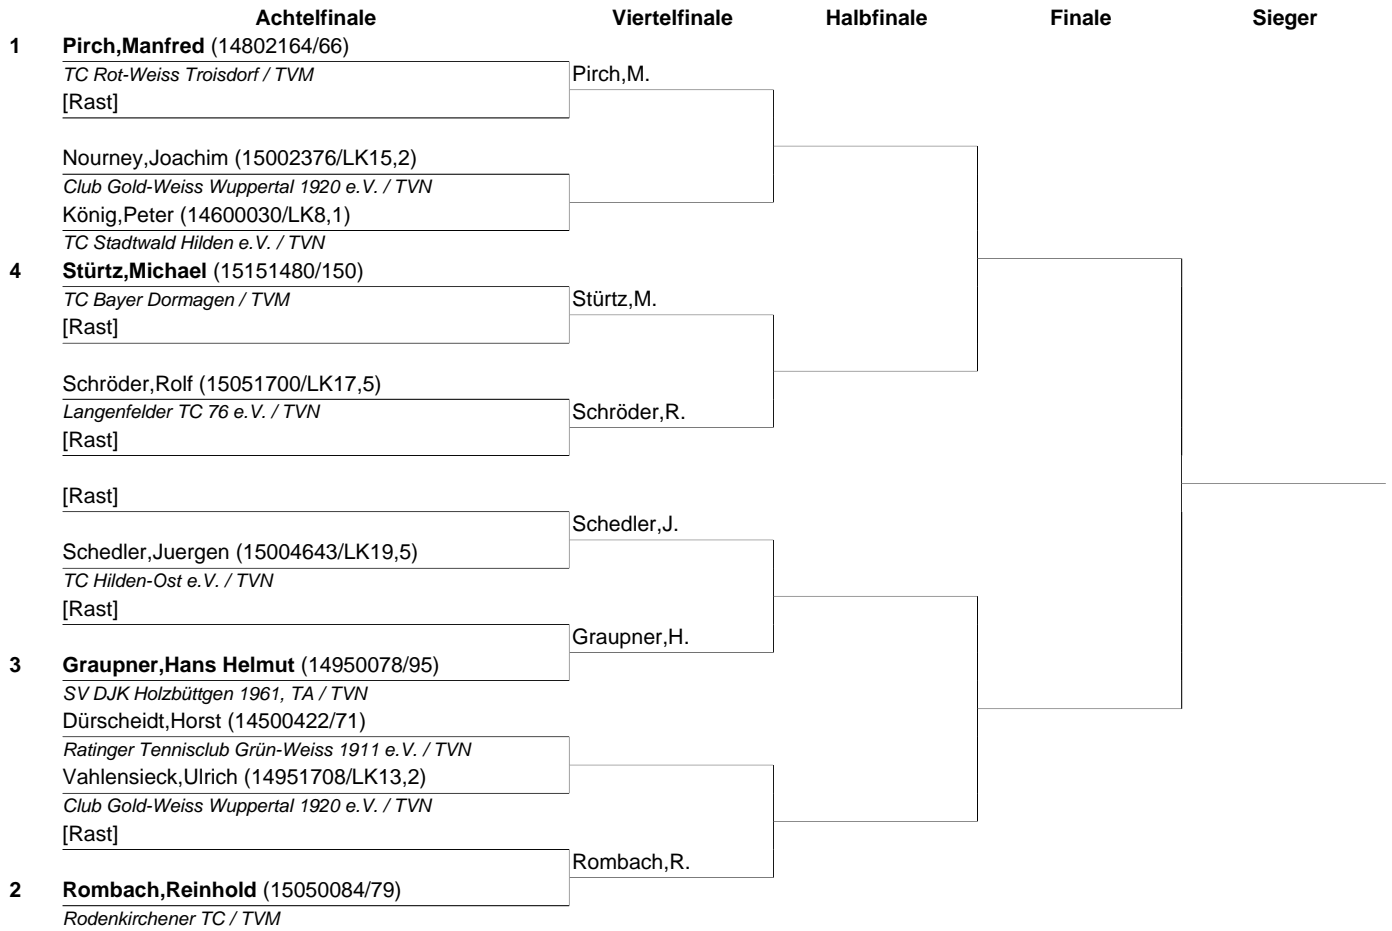 Achtelfinale Viertelfinale Halbfinale Finale Sieger
1 Pirch,Manfred (14802164/66)
TC Rot-Weiss Troisdorf / TVM
Pirch,M.
[Rast]
Nourney,Joachim (15002376/LK15,2)
Club Gold-Weiss Wuppertal 1920 e.V. / TVN
König,Peter (14600030/LK8,1)
TC Stadtwald Hilden e.V. / TVN
4 Stürtz,Michael (15151480/150)
TC Bayer Dormagen / TVM
Stürtz,M.
[Rast]
Schröder,Rolf (15051700/LK17,5)
Langenfelder TC 76 e.V. / TVN
Schröder,R.
[Rast]
[Rast]
Schedler,J.
Schedler,Juergen (15004643/LK19,5)
TC Hilden-Ost e.V. / TVN
[Rast]
Graupner,H.
3 Graupner,Hans Helmut (14950078/95)
SV DJK Holzbüttgen 1961, TA / TVN
Dürscheidt,Horst (14500422/71)
Ratinger Tennisclub Grün-Weiss 1911 e.V. / TVN
Vahlensieck,Ulrich (14951708/LK13,2)
Club Gold-Weiss Wuppertal 1920 e.V. / TVN
[Rast]
Rombach,R.
2 Rombach,Reinhold (15050084/79)
Rodenkirchener TC / TVM